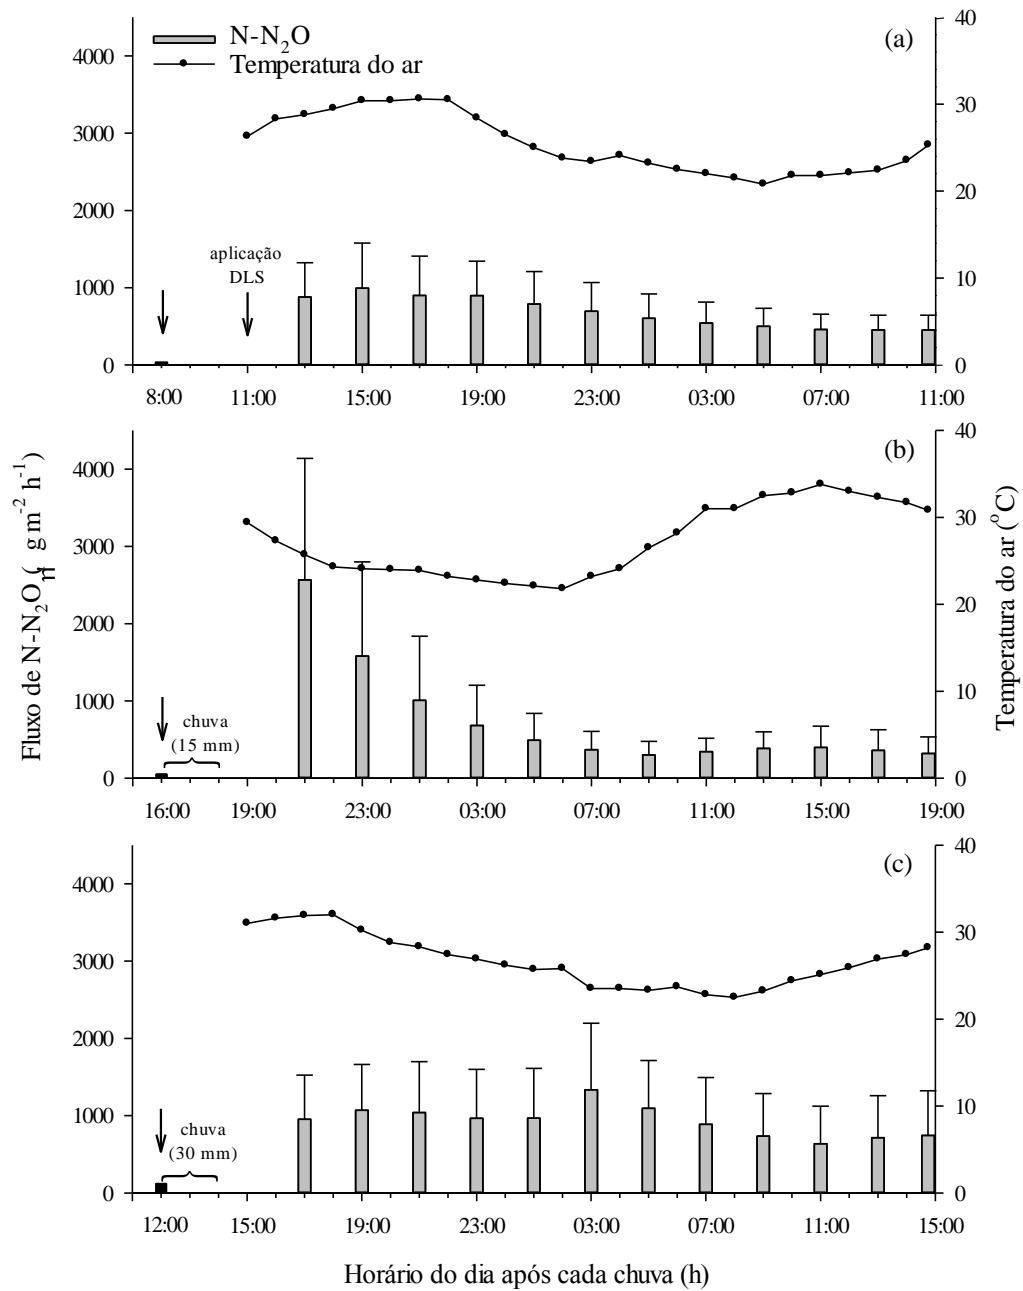 N-N₂O
Temperatura do ar
(a)
4000
3000
2000
1000
0
40
30
20
10
0
aplicação
DLS
8:00 11:00 15:00 19:00 23:00 03:00 07:00 11:00
(b)
4000
3000
2000
1000
0
40
30
20
10
0
chuva
(15 mm)
16:00 19:00 23:00 03:00 07:00 11:00 15:00 19:00
Fluxo de N-N₂O ( g m⁻² h⁻¹)
Temperatura do ar (°C)
(c)
4000
3000
2000
1000
0
40
30
20
10
0
chuva
(30 mm)
12:00 15:00 19:00 23:00 03:00 07:00 11:00 15:00
Horário do dia após cada chuva (h)